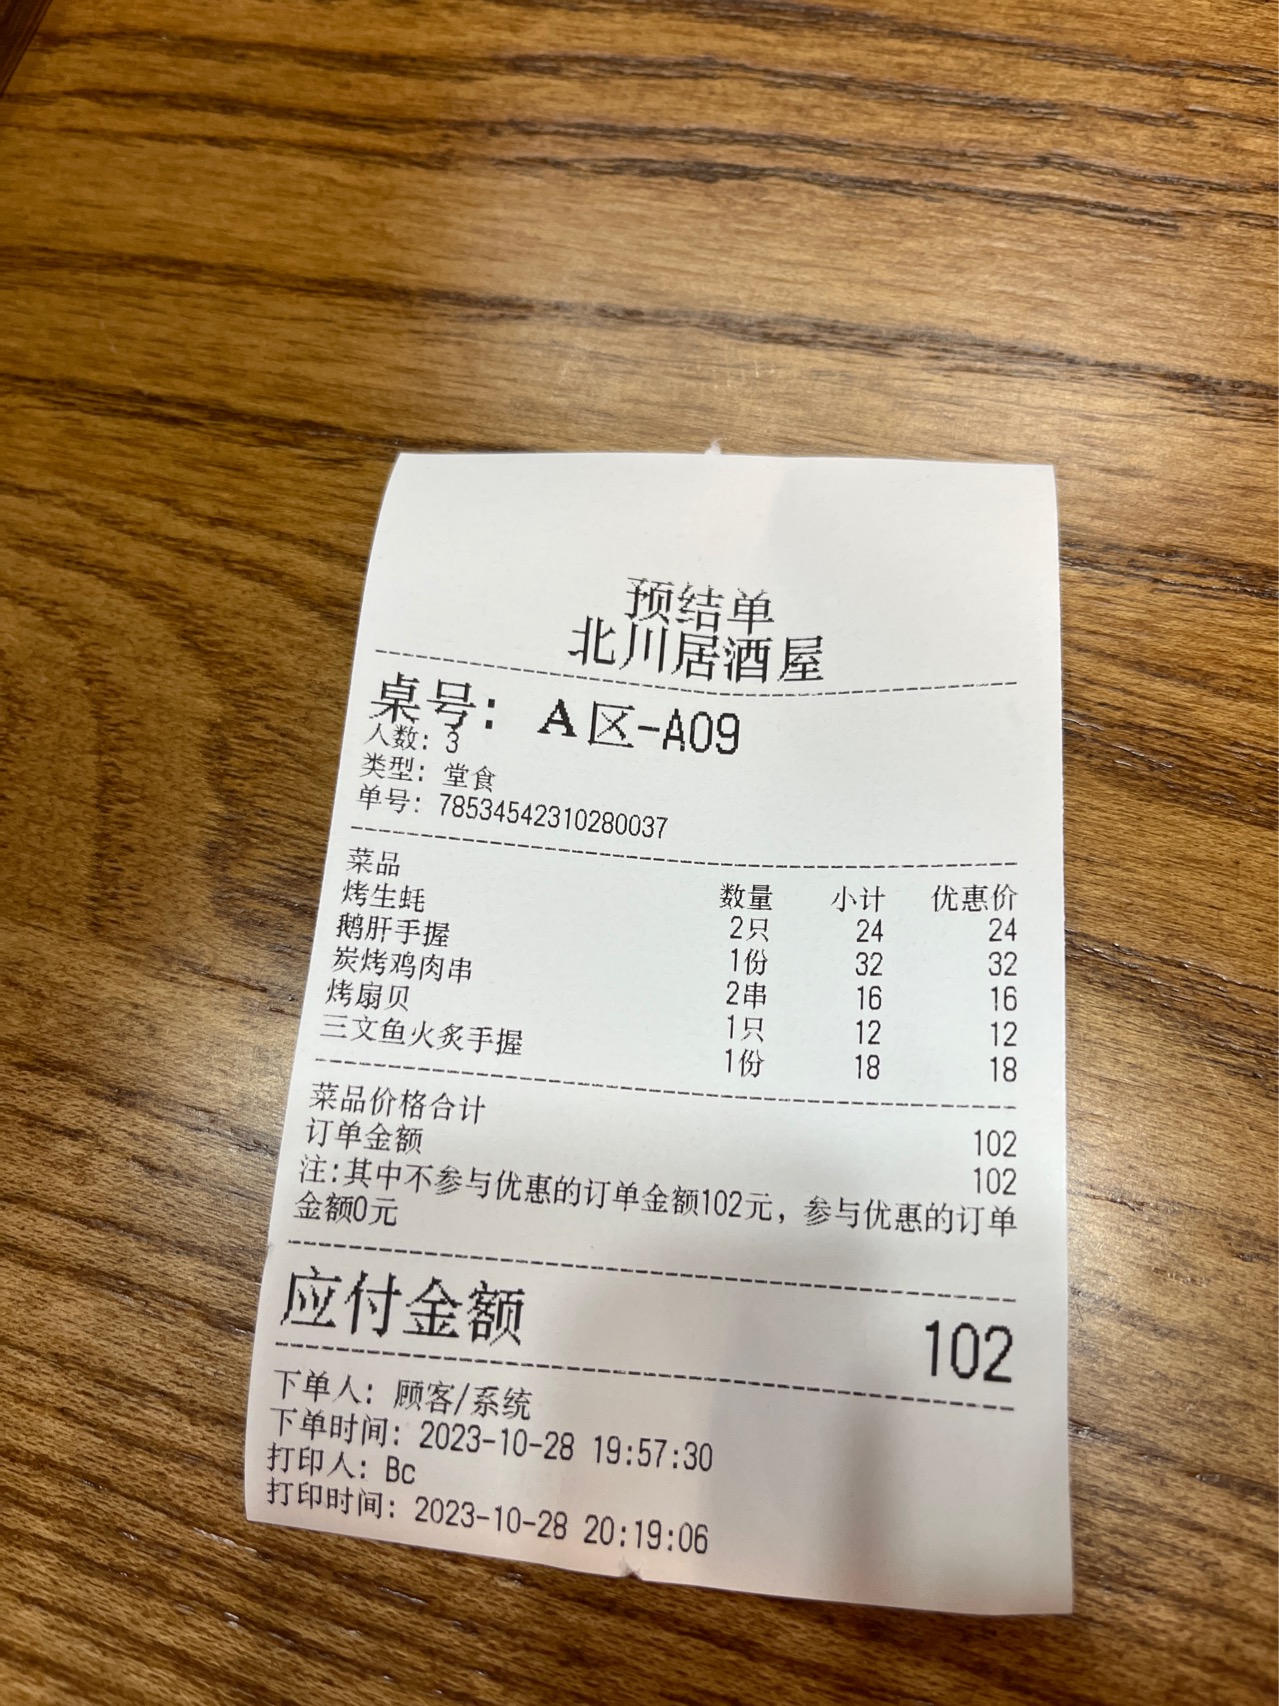 预结单
北川居酒屋
桌号: A区-A09
人数: 3
类型: 堂食
单号: 78534542310280037
菜品 数量 小计 优惠价
烤生蚝 2只 24 24
鹅肝手握 1份 32 32
炭烤鸡肉串 2串 16 16
烤扇贝 1只 12 12
三文鱼火炙手握 1份 18 18
菜品价格合计 102
订单金额 102
注:其中不参与优惠的订单金额102元，参与优惠的订单
金额0元
应付金额 102
下单人: 顾客/系统
下单时间: 2023-10-28 19:57:30
打印人: Bc
打印时间: 2023-10-28 20:19:06